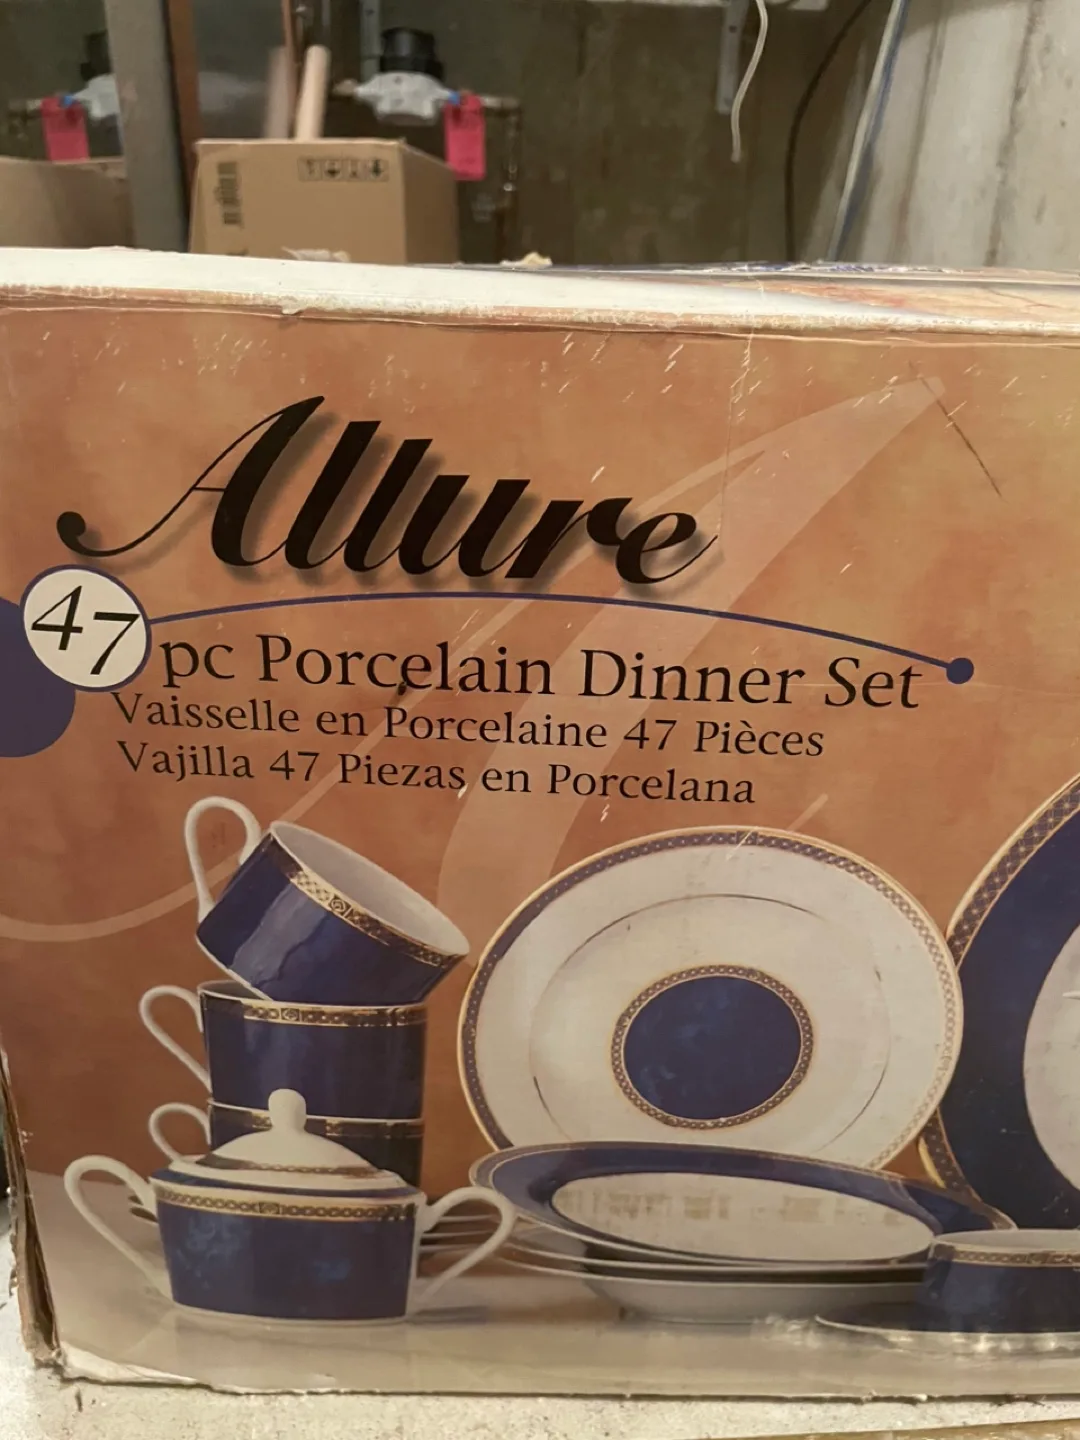 Allure
47 pc Porcelain Dinner Set
Vaisselle en Porcelaine 47 Pièces
Vajilla 47 Piezas en Porcelana